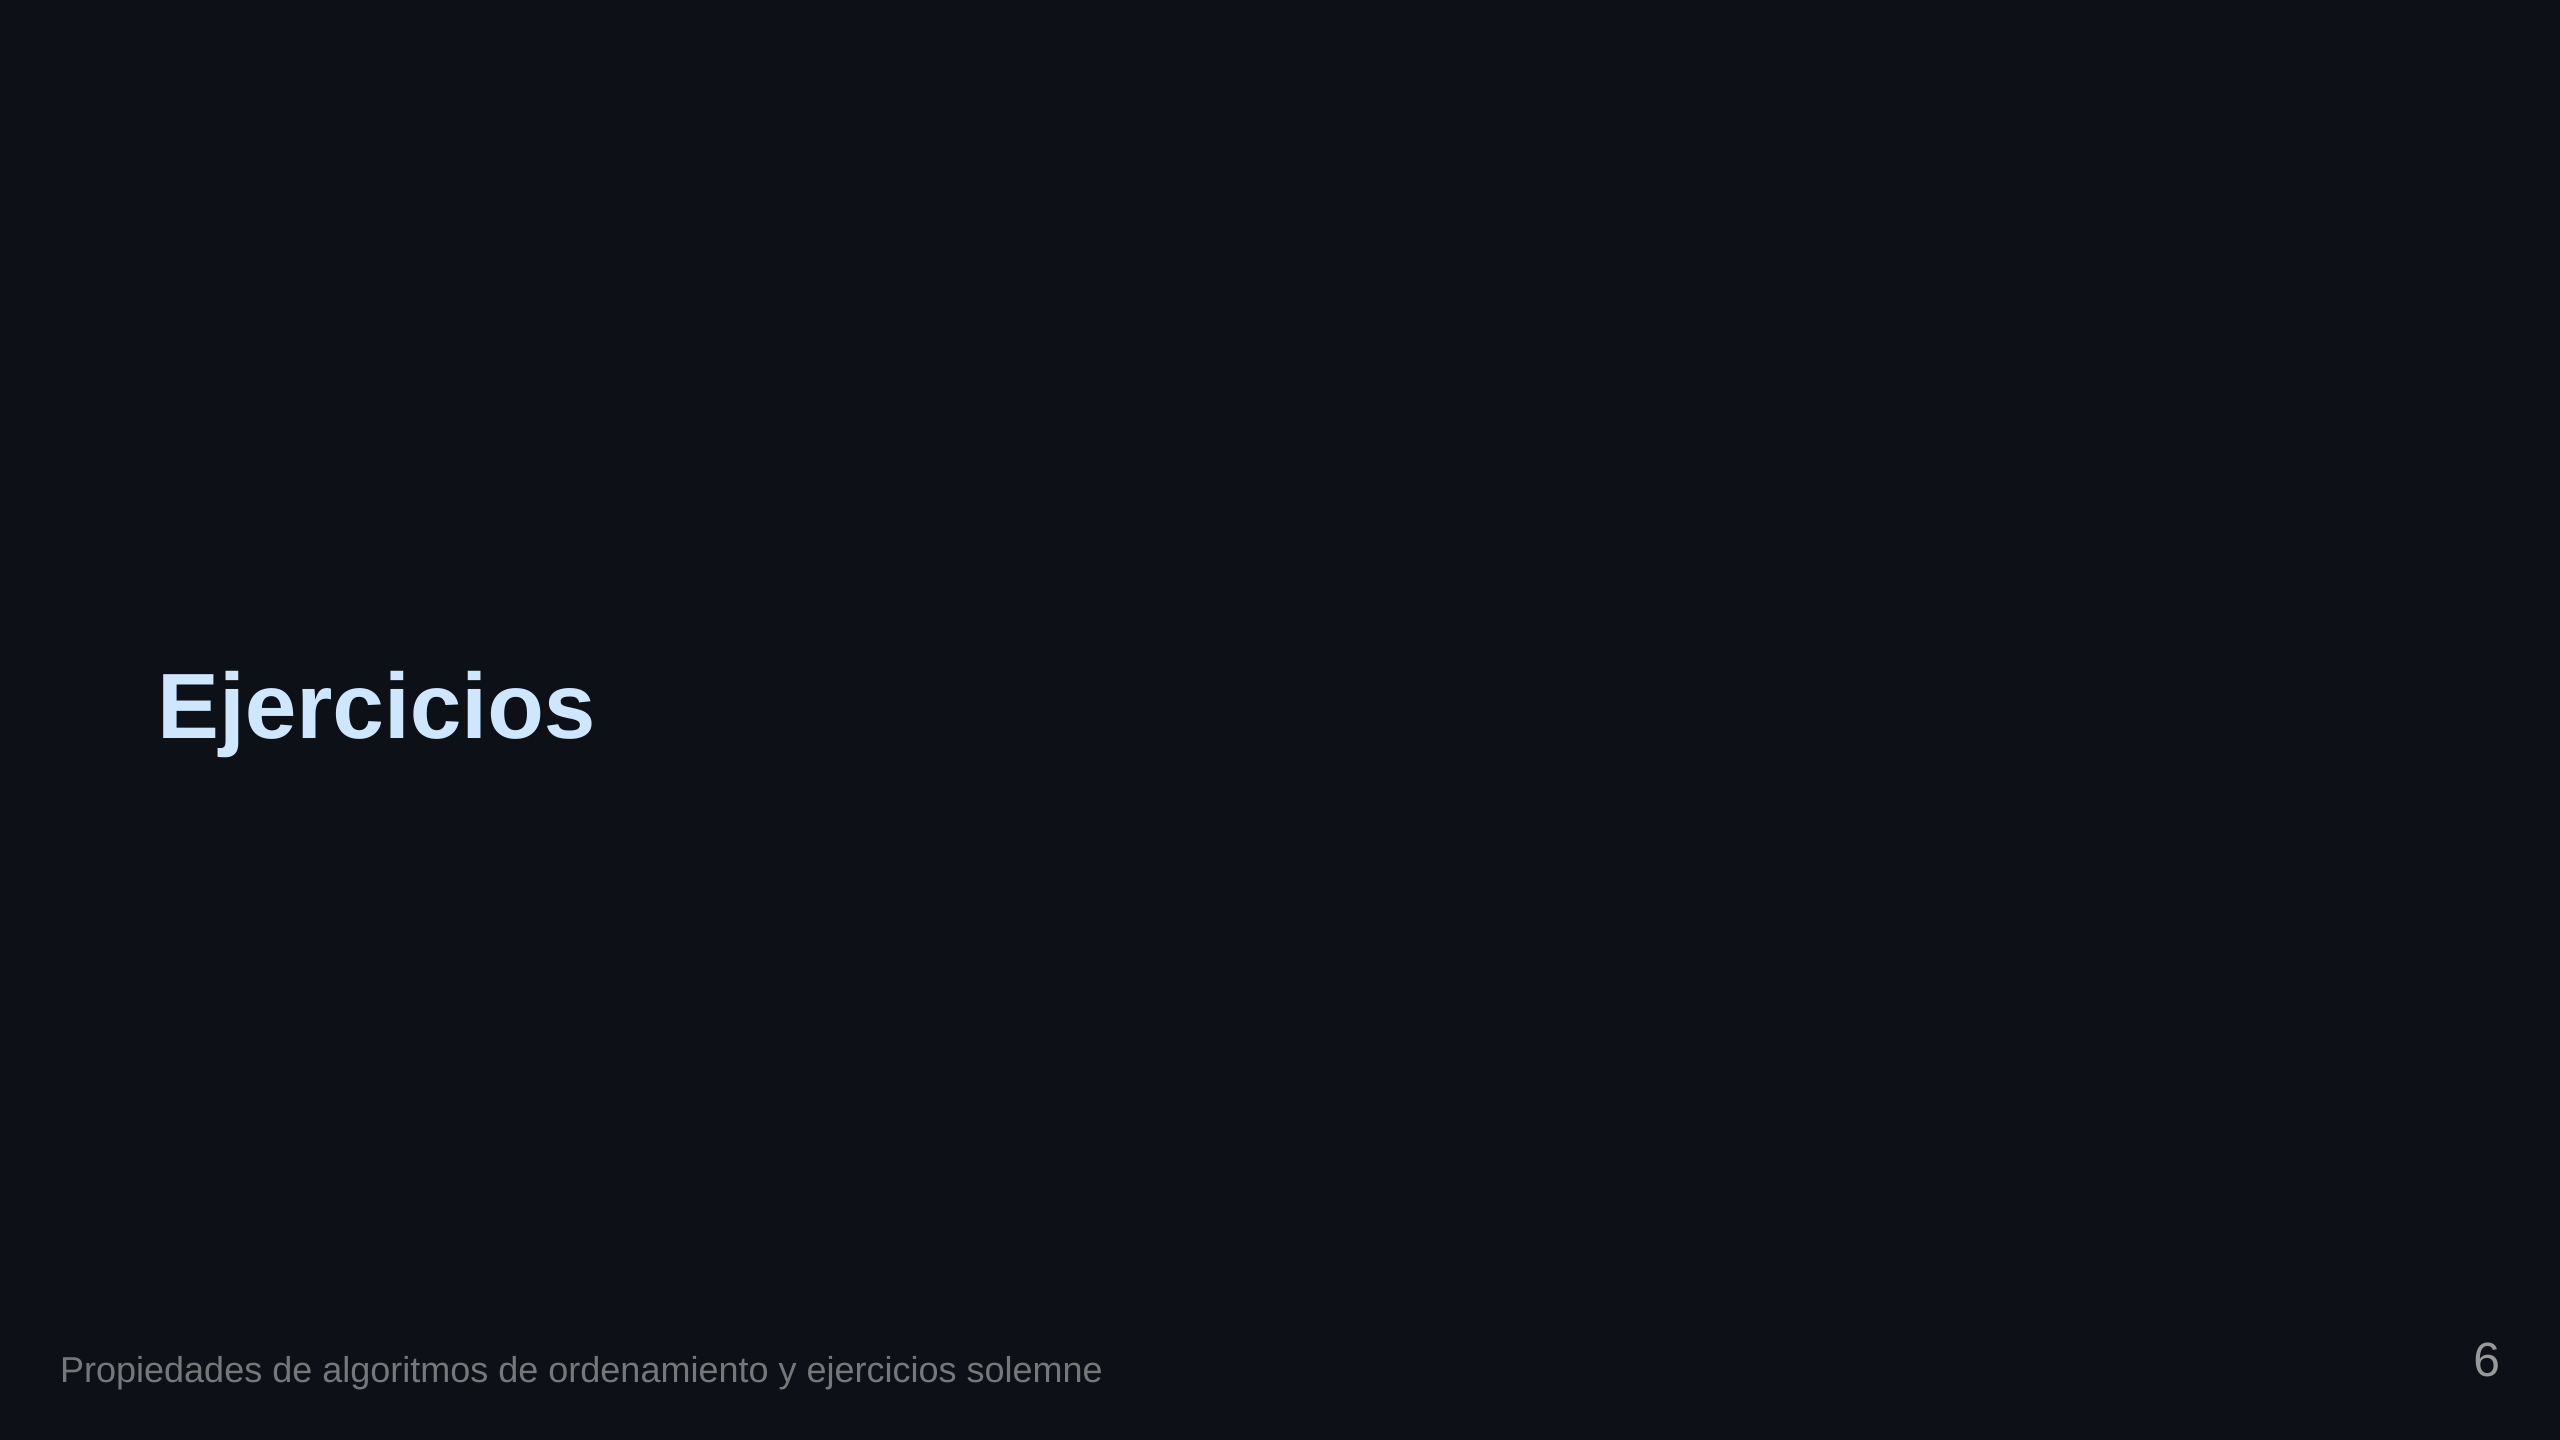 Ejercicios
Propiedades de algoritmos de ordenamiento y ejercicios solemne
6